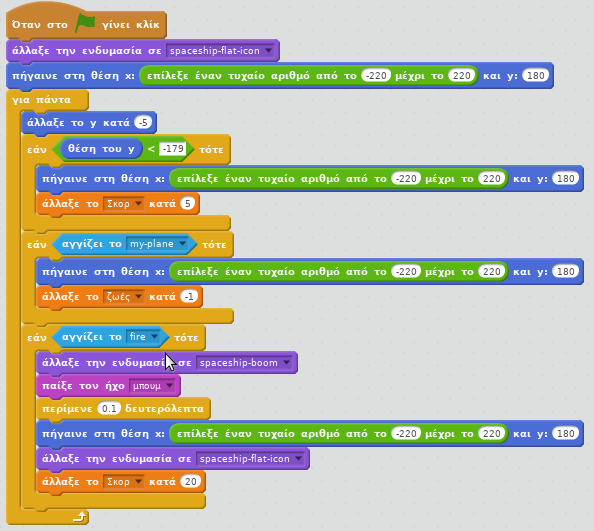 Όταν στο γίνει κλίκ
άλλαξε την ενδυμασία σε spaceship-flat-icon
πήγαινε στη θέση x: επίλεξε έναν τυχαίο αριθμό από το -220 μέχρι το 220 και y: 180
για πάντα
άλλαξε το y κατά -5
εάν θέση του y < -179 τότε
πήγαινε στη θέση x: επίλεξε έναν τυχαίο αριθμό από το -220 μέχρι το 220 και y: 180
άλλαξε το Σκορ κατά 5
εάν αγγίζει το my-plane τότε
πήγαινε στη θέση x: επίλεξε έναν τυχαίο αριθμό από το -220 μέχρι το 220 και y: 180
άλλαξε το ζωές κατά -1
εάν αγγίζει το fire τότε
άλλαξε την ενδυμασία σε spaceship-boom
παίξε τον ήχο μπουμ
περίμενε 0.1 δευτερόλεπτα
πήγαινε στη θέση x: επίλεξε έναν τυχαίο αριθμό από το -220 μέχρι το 220 και y: 180
άλλαξε την ενδυμασία σε spaceship-flat-icon
άλλαξε το Σκορ κατά 20